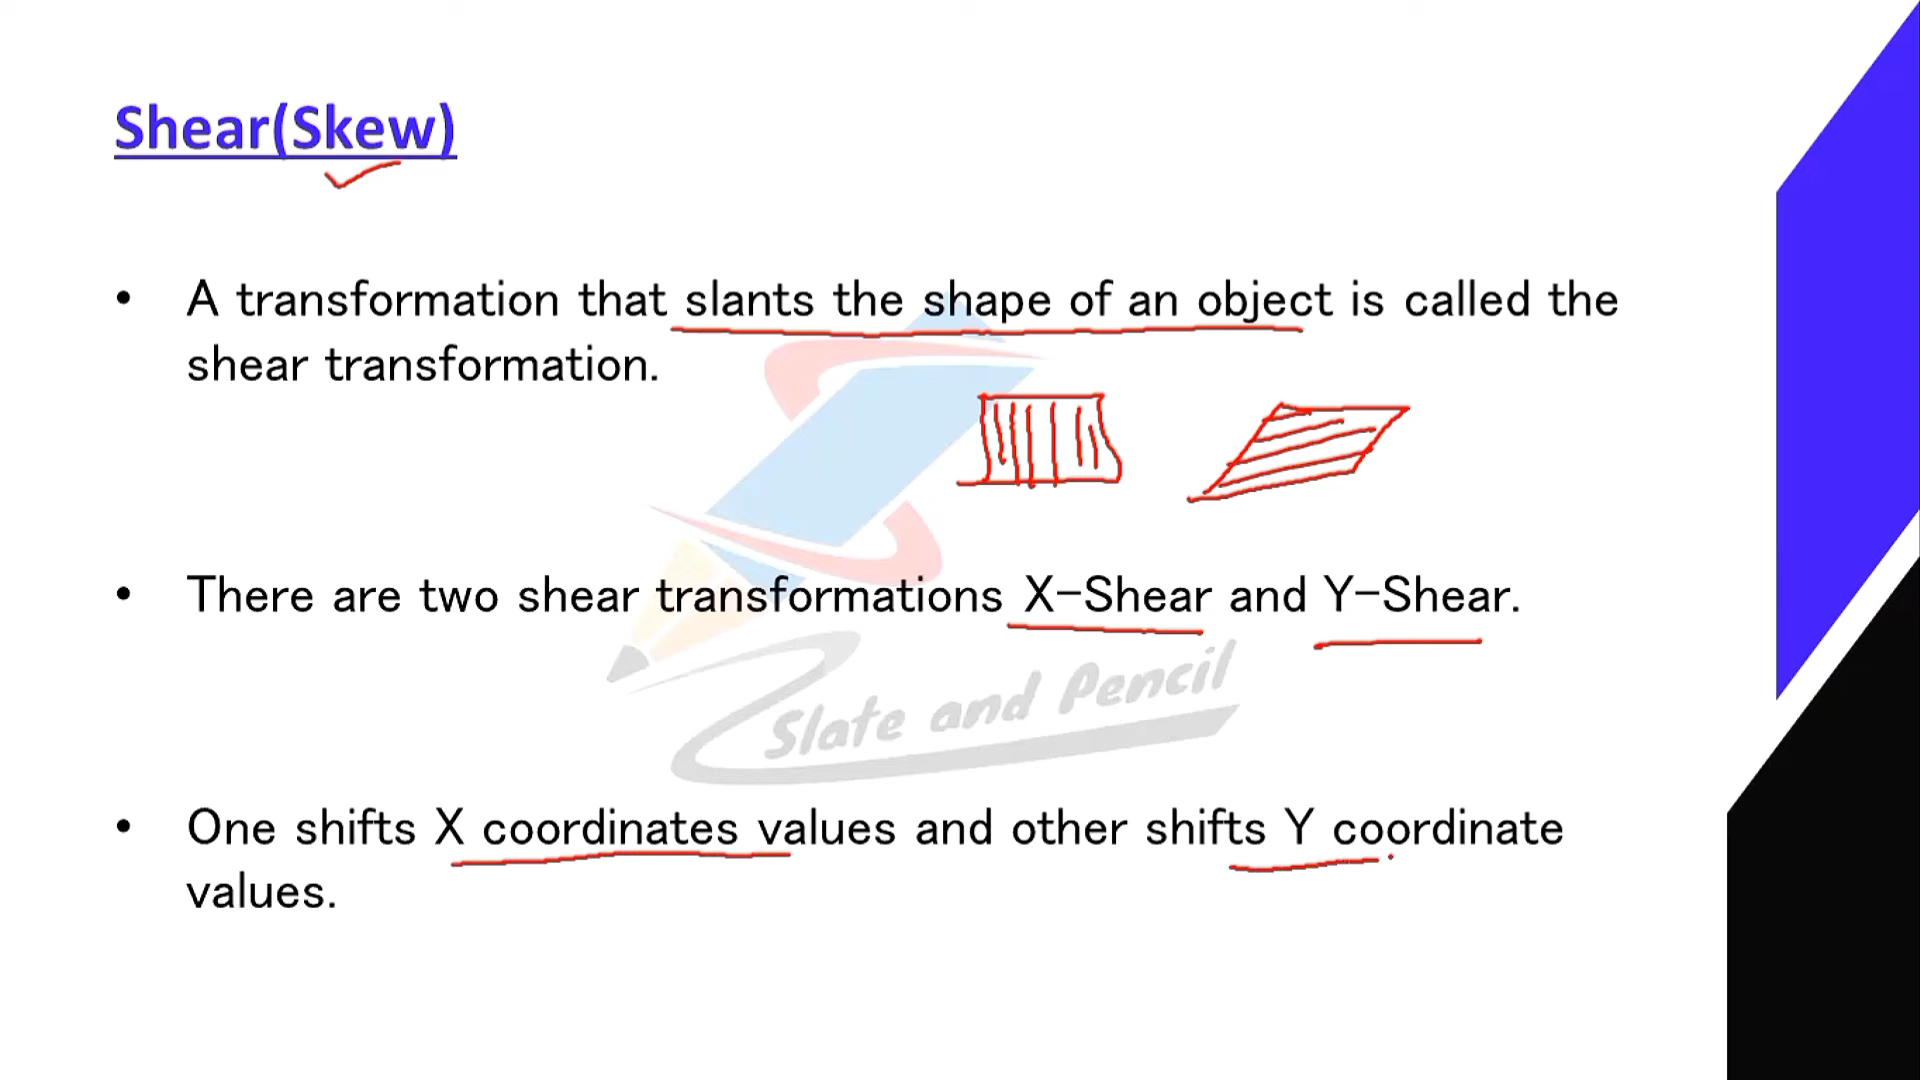 Shear(Skew)
• A transformation that slants the shape of an object is called the
shear transformation.
• There are two shear transformations X-Shear and Y-Shear.
Slate and Pencil
• One shifts X coordinates values and other shifts Y coordinate
values.